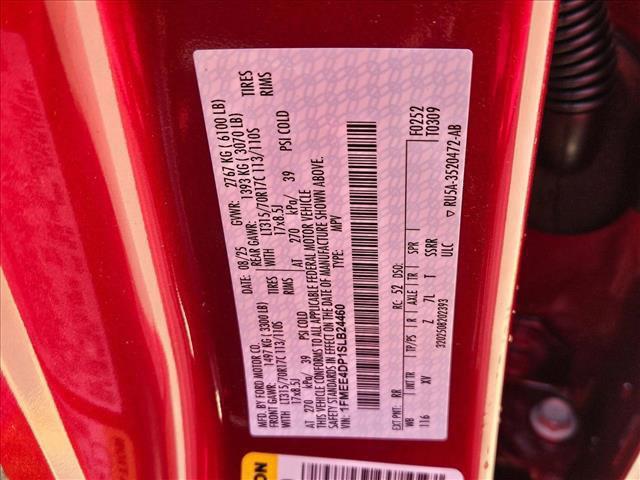 MFD. BY FORD MOTOR CO. 08/25 GVWR: 2767 KG ( 6100 LB)
FRONT GAWR: 1497 KG ( 3300 LB) REAR GAWR: 1393 KG ( 3070 LB)
LT315/70R17C 113/110S TIRES WITH LT315/70R17C 113/110S TIRES
17x8.5J RIMS 17x8.5J RIMS
AT 270 kPa/ 39 PSI COLD AT 270 kPa/ 39 PSI COLD
THIS VEHICLE CONFORMS TO ALL APPLICABLE FEDERAL MOTOR VEHICLE
SAFETY STANDARDS IN EFFECT ON THE DATE OF MANUFACTURE SHOWN ABOVE.
VIN: 1FMEE4DP1SLB24460 TYPE: MPV
F0252
T0309
EXT PNT: RR RC: 52 DSO:
WB INT TR TP/PS R AXLE TR SPR
116 XV Z 7L T SSRR
3202508202393 ULC
▽ RU5A-3520472-AB
ON